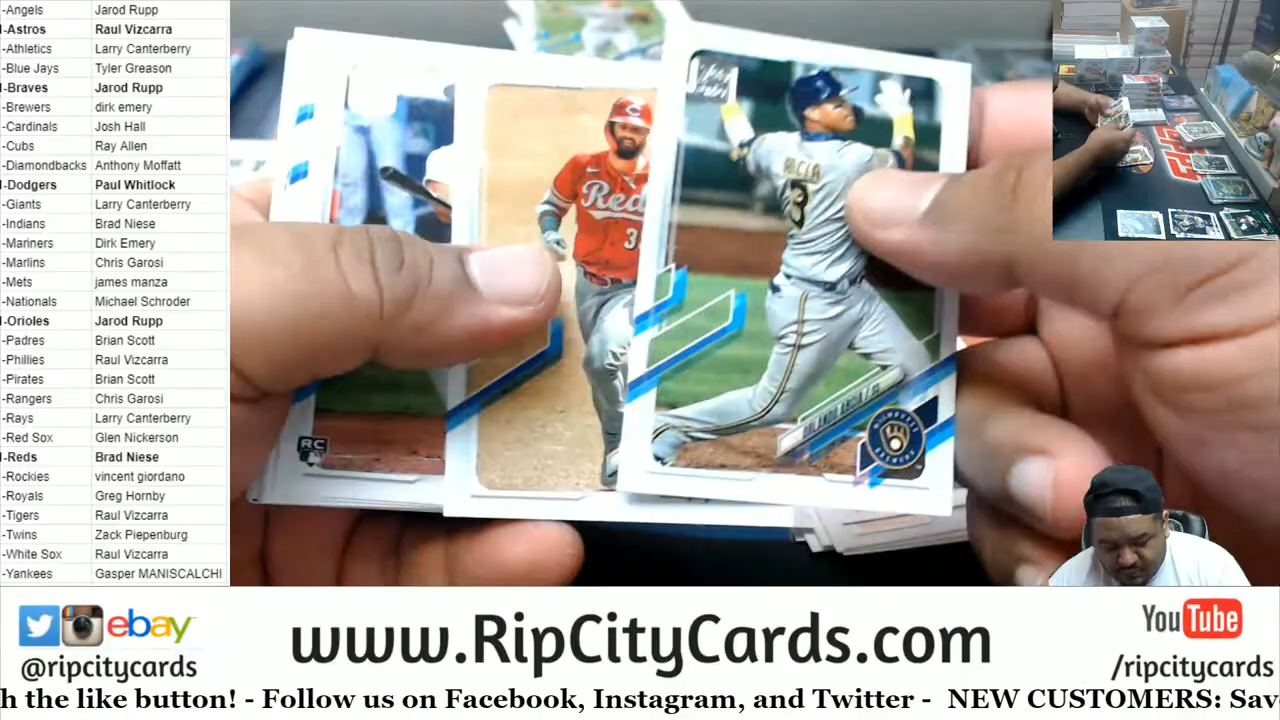 -Angels Jarod Rupp
-Astros Raul Vizcarra
-Athletics Larry Canterberry
-Blue Jays Tyler Greason
-Braves Jarod Rupp
-Brewers dirk emery
-Cardinals Josh Hall
-Cubs Ray Allen
-Diamondbacks Anthony Moffatt
-Dodgers Paul Whitlock
-Giants Larry Canterberry
-Indians Brad Niese
-Mariners Dirk Emery
-Marlins Chris Garosi
-Mets james manza
-Nationals Michael Schroder
-Orioles Jarod Rupp
-Padres Brian Scott
-Phillies Raul Vizcarra
-Pirates Brian Scott
-Rangers Chris Garosi
-Rays Larry Canterberry
-Red Sox Glen Nickerson
-Reds Brad Niese
-Rockies vincent giordano
-Royals Greg Hornby
-Tigers Raul Vizcarra
-Twins Zack Piepenburg
-White Sox Raul Vizcarra
-Yankees Gasper MANISCALCHI
Red
3
3
RC
ebay
@ripcitycards
www.RipCityCards.com
YouTube
/ripcitycards
h the like button! - Follow us on Facebook, Instagram, and Twitter - NEW CUSTOMERS: Sav